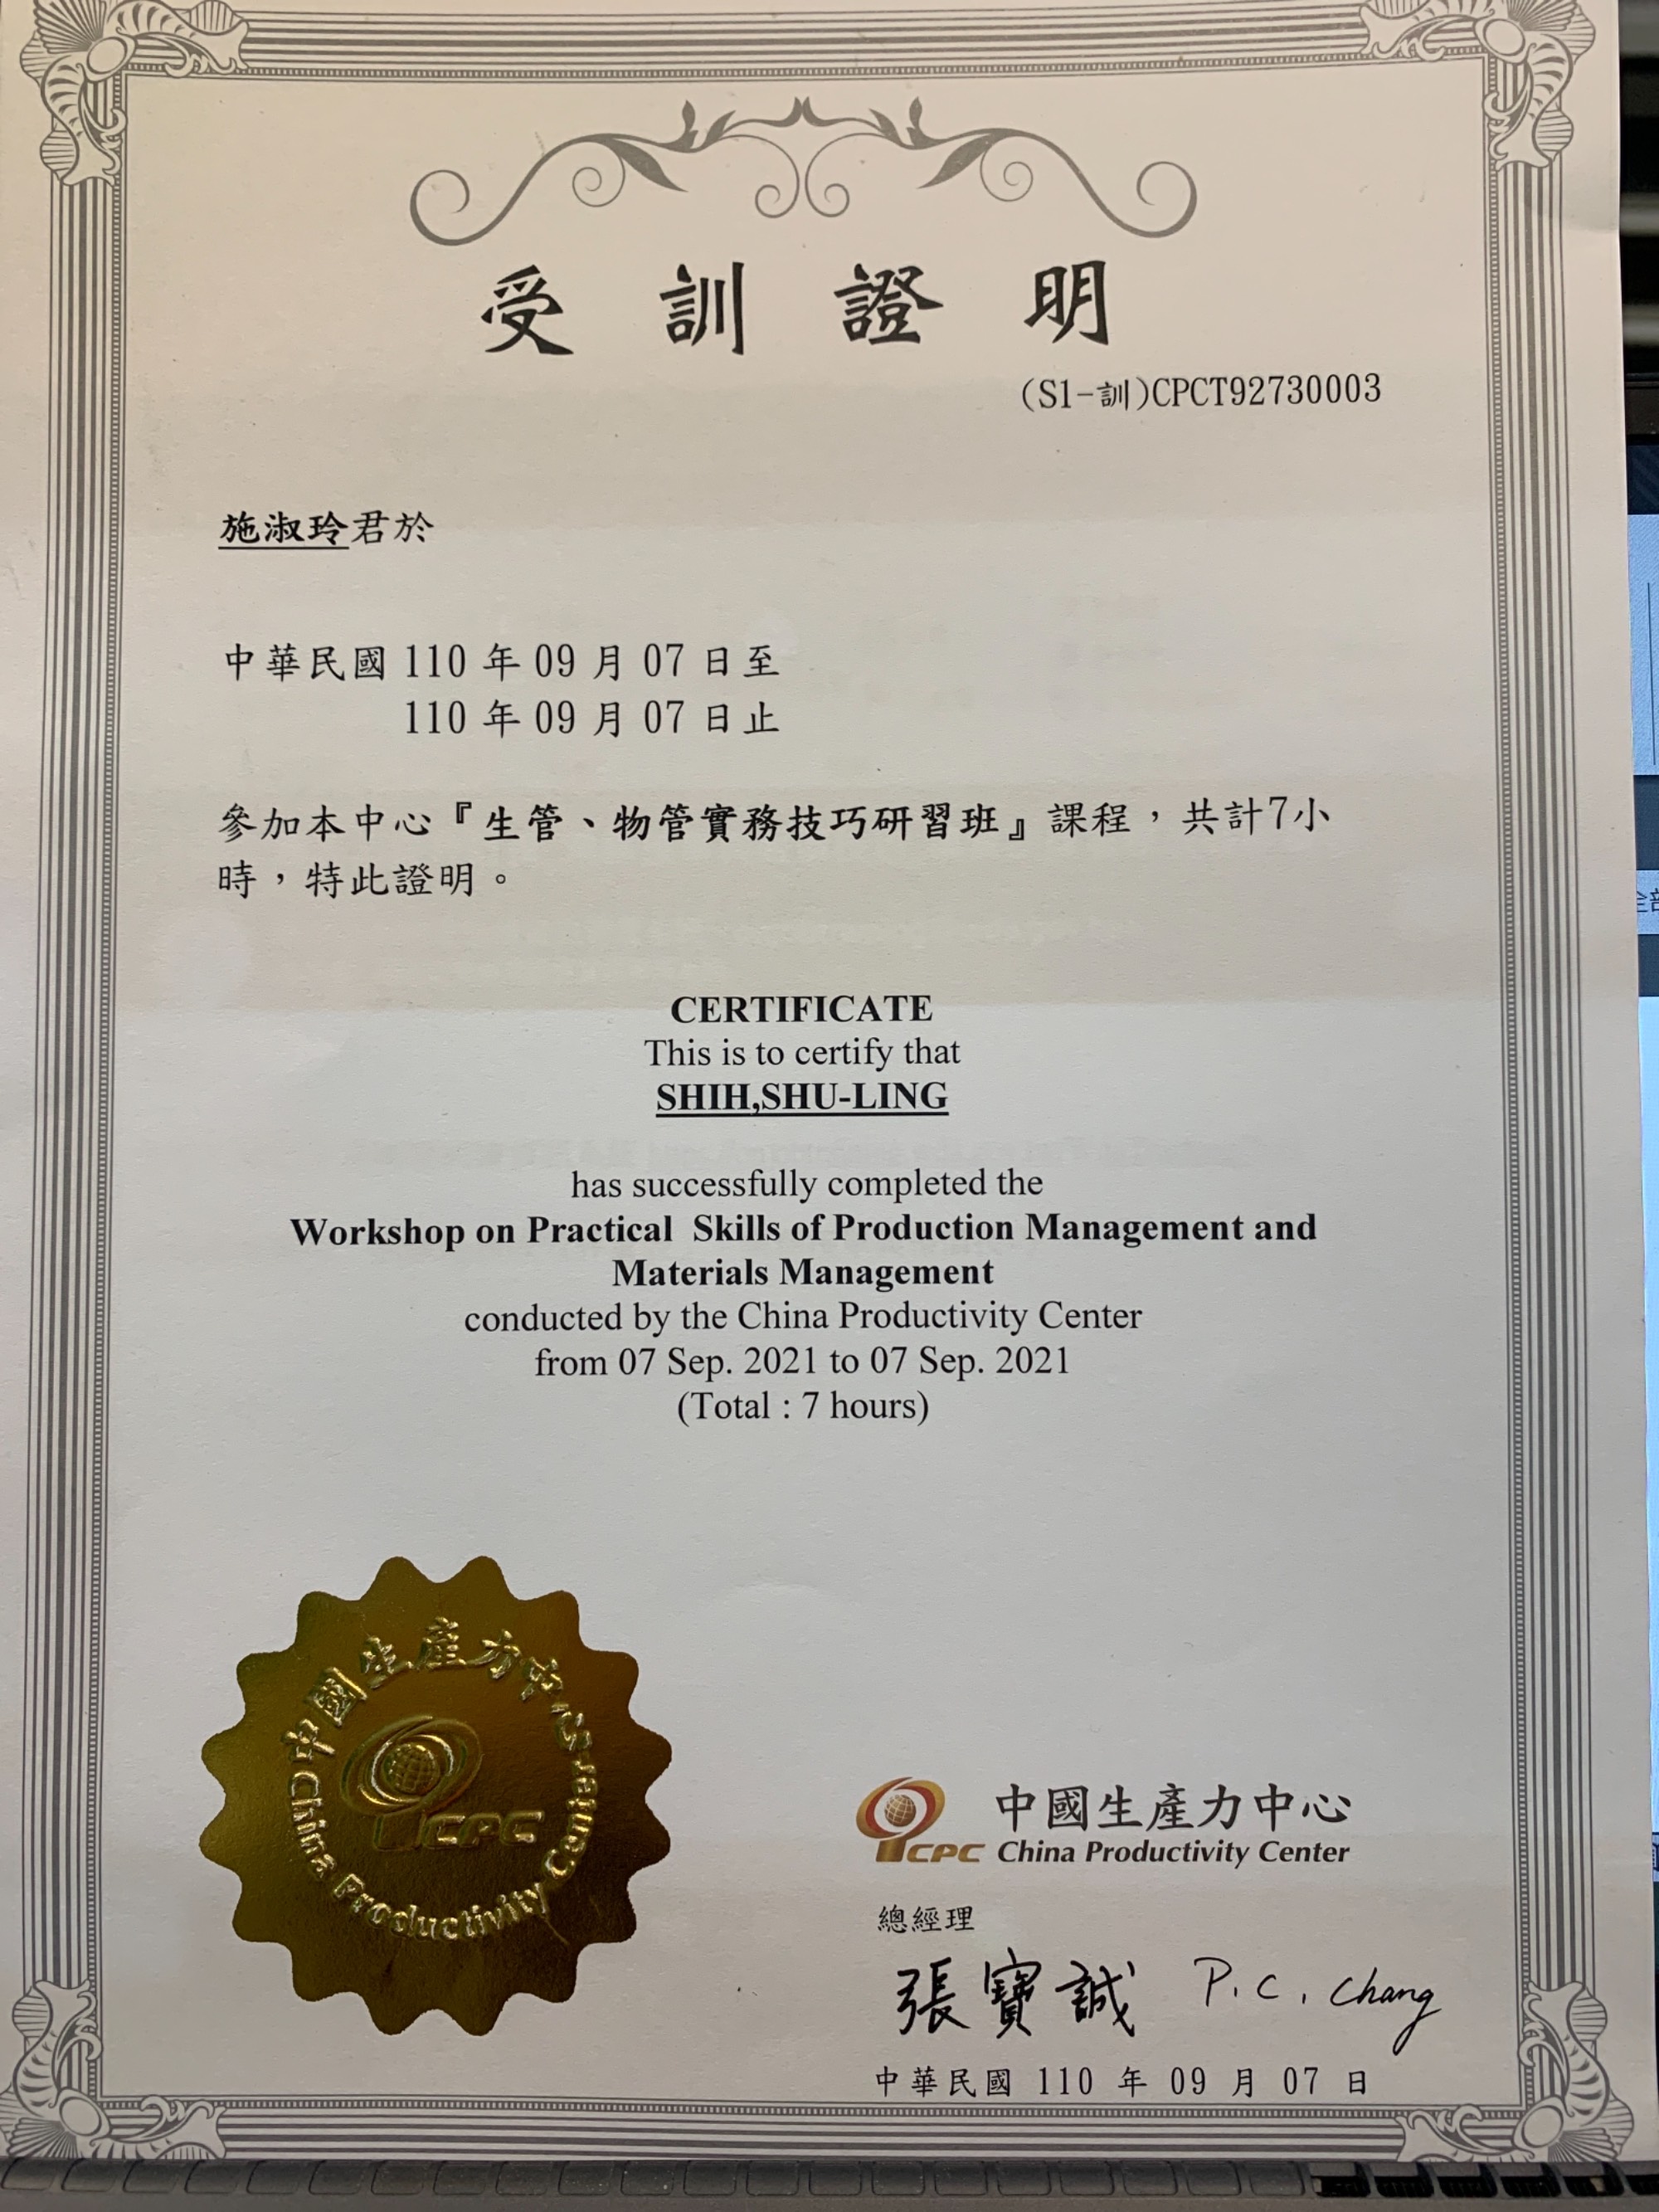 受訓證明
(S1-訓)CPCT92730003
施淑玲君於
中華民國 110 年 09 月 07 日至
110 年 09 月 07 日止
參加本中心『生管、物管實務技巧研習班』課程，共計7小
時，特此證明。
CERTIFICATE
This is to certify that
SHIH,SHU-LING
has successfully completed the
Workshop on Practical Skills of Production Management and
Materials Management
conducted by the China Productivity Center
from 07 Sep. 2021 to 07 Sep. 2021
(Total : 7 hours)
中國生產力中心
CPC
China Productivity Center
中國生產力中心
CPC China Productivity Center
總經理
張寶誠 P.C. Chang
中華民國 110 年 09 月 07 日